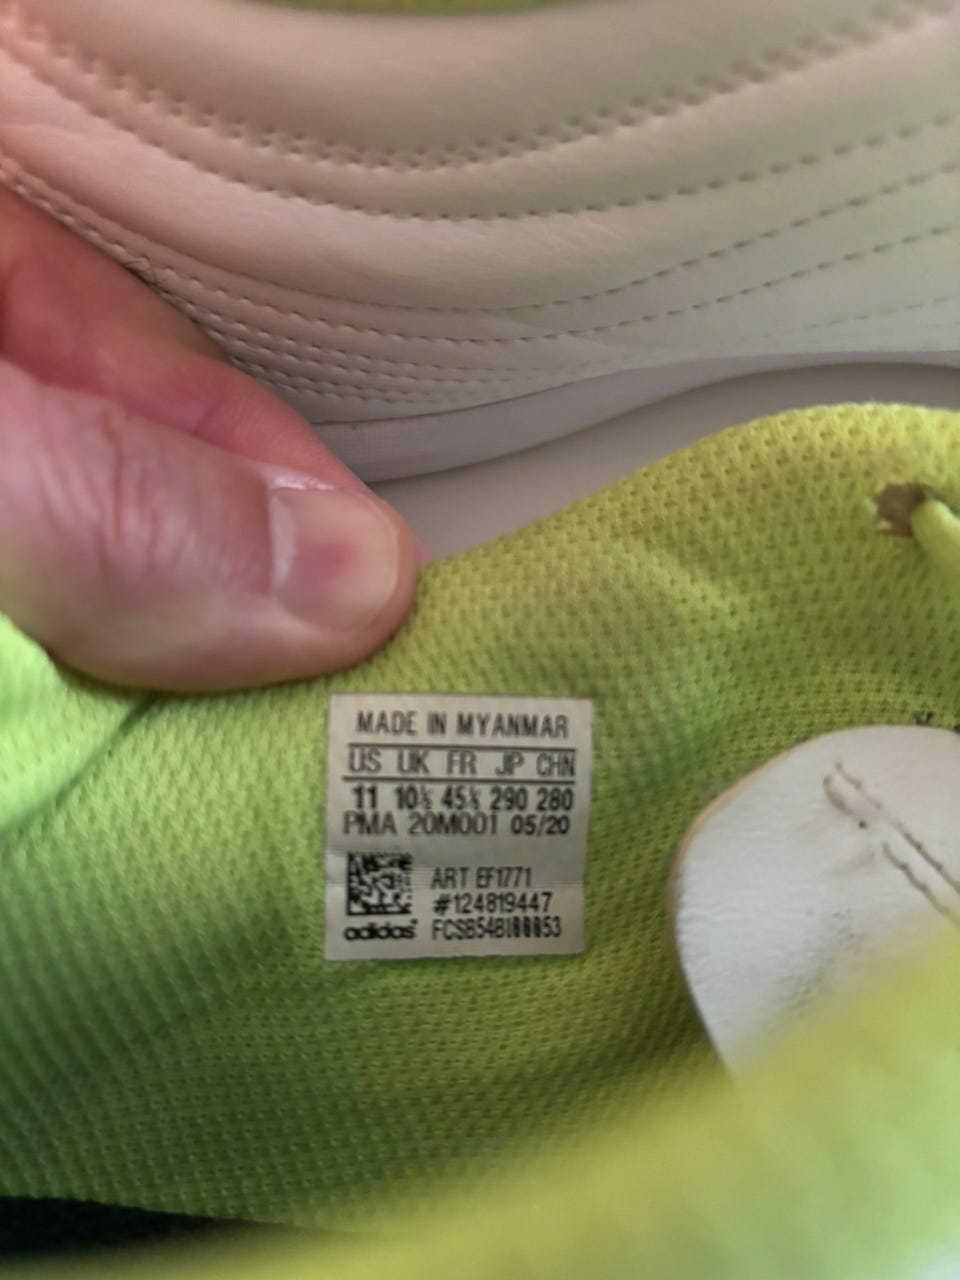 MADE IN MYANMAR
US UK FR JP CHN
11 10½ 45⅓ 290 280
PMA 20M001 05/20
ART EF1771
#124819447
adidas